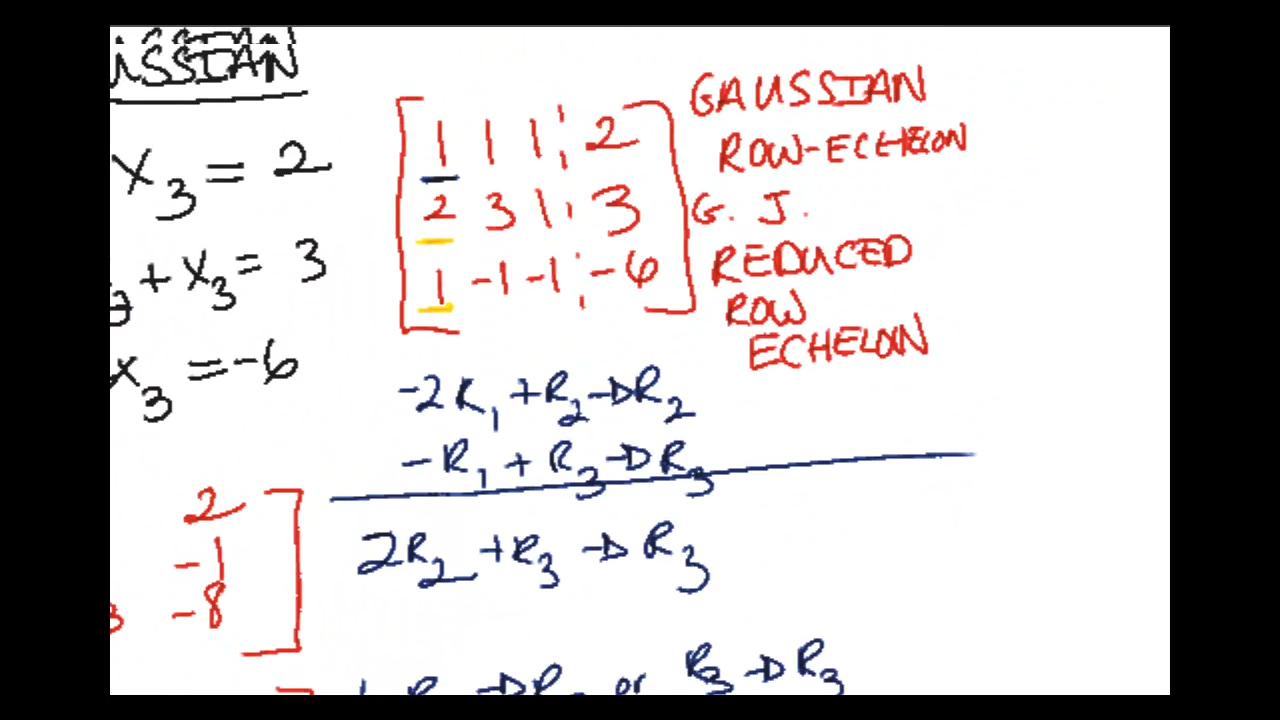 USSIAN
x3 = 2
+ x3 = 3
x3 = -6
1 1 1 2
2 3 1 3
1 -1 -1 -6
GAUSSIAN
ROW-ECHELON
G. J.
REDUCED
ROW
ECHELON
-2R1 + R2 → R2
-R1 + R3 → R3
2
-1
-8
2R2 + R3 → R3
or R3 → R3